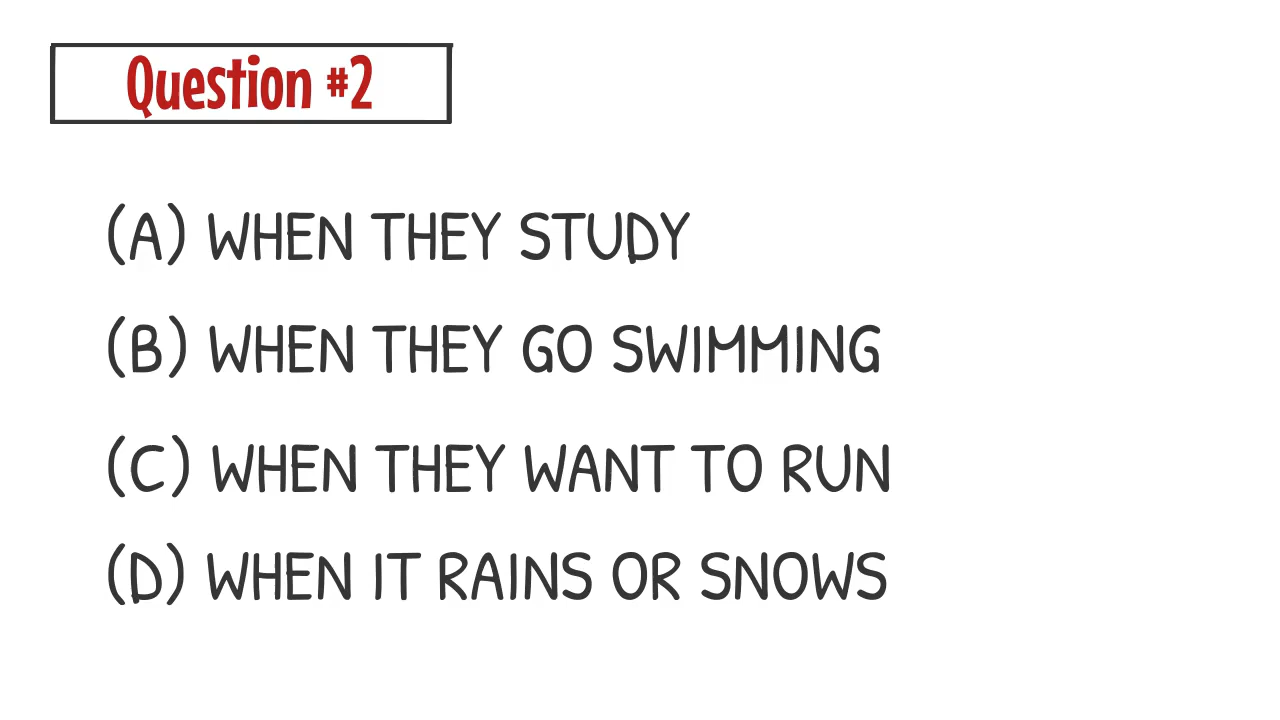 Question #2
(A) WHEN THEY STUDY
(B) WHEN THEY GO SWIMMING
(C) WHEN THEY WANT TO RUN
(D) WHEN IT RAINS OR SNOWS